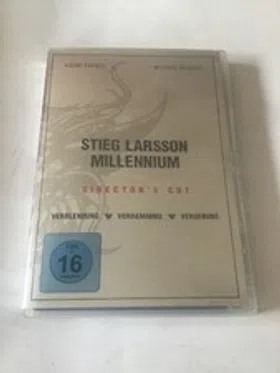 STIEG LARSSON
MILLENNIUM
DIRECTOR'S CUT
VERBLENDUNG VERDAMMNIS VERGEBUNG
16